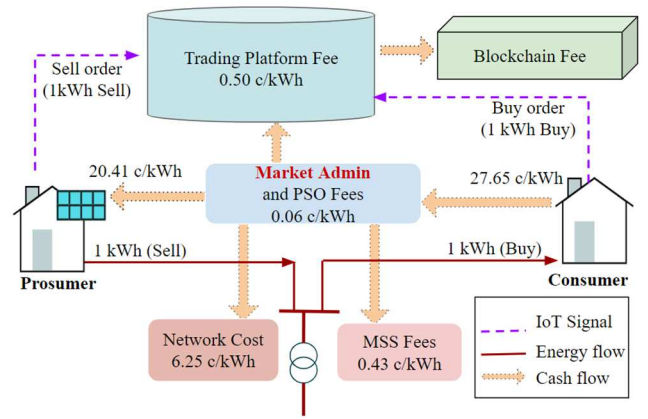 Trading Platform Fee
0.50 c/kWh
Blockchain Fee
Sell order
(1kWh Sell)
Buy order
(1 kWh Buy)
20.41 c/kWh
Market Admin
and PSO Fees
0.06 c/kWh
27.65 c/kWh
1 kWh (Sell)
1 kWh (Buy)
Prosumer
Consumer
Network Cost
6.25 c/kWh
MSS Fees
0.43 c/kWh
IoT Signal
Energy flow
Cash flow